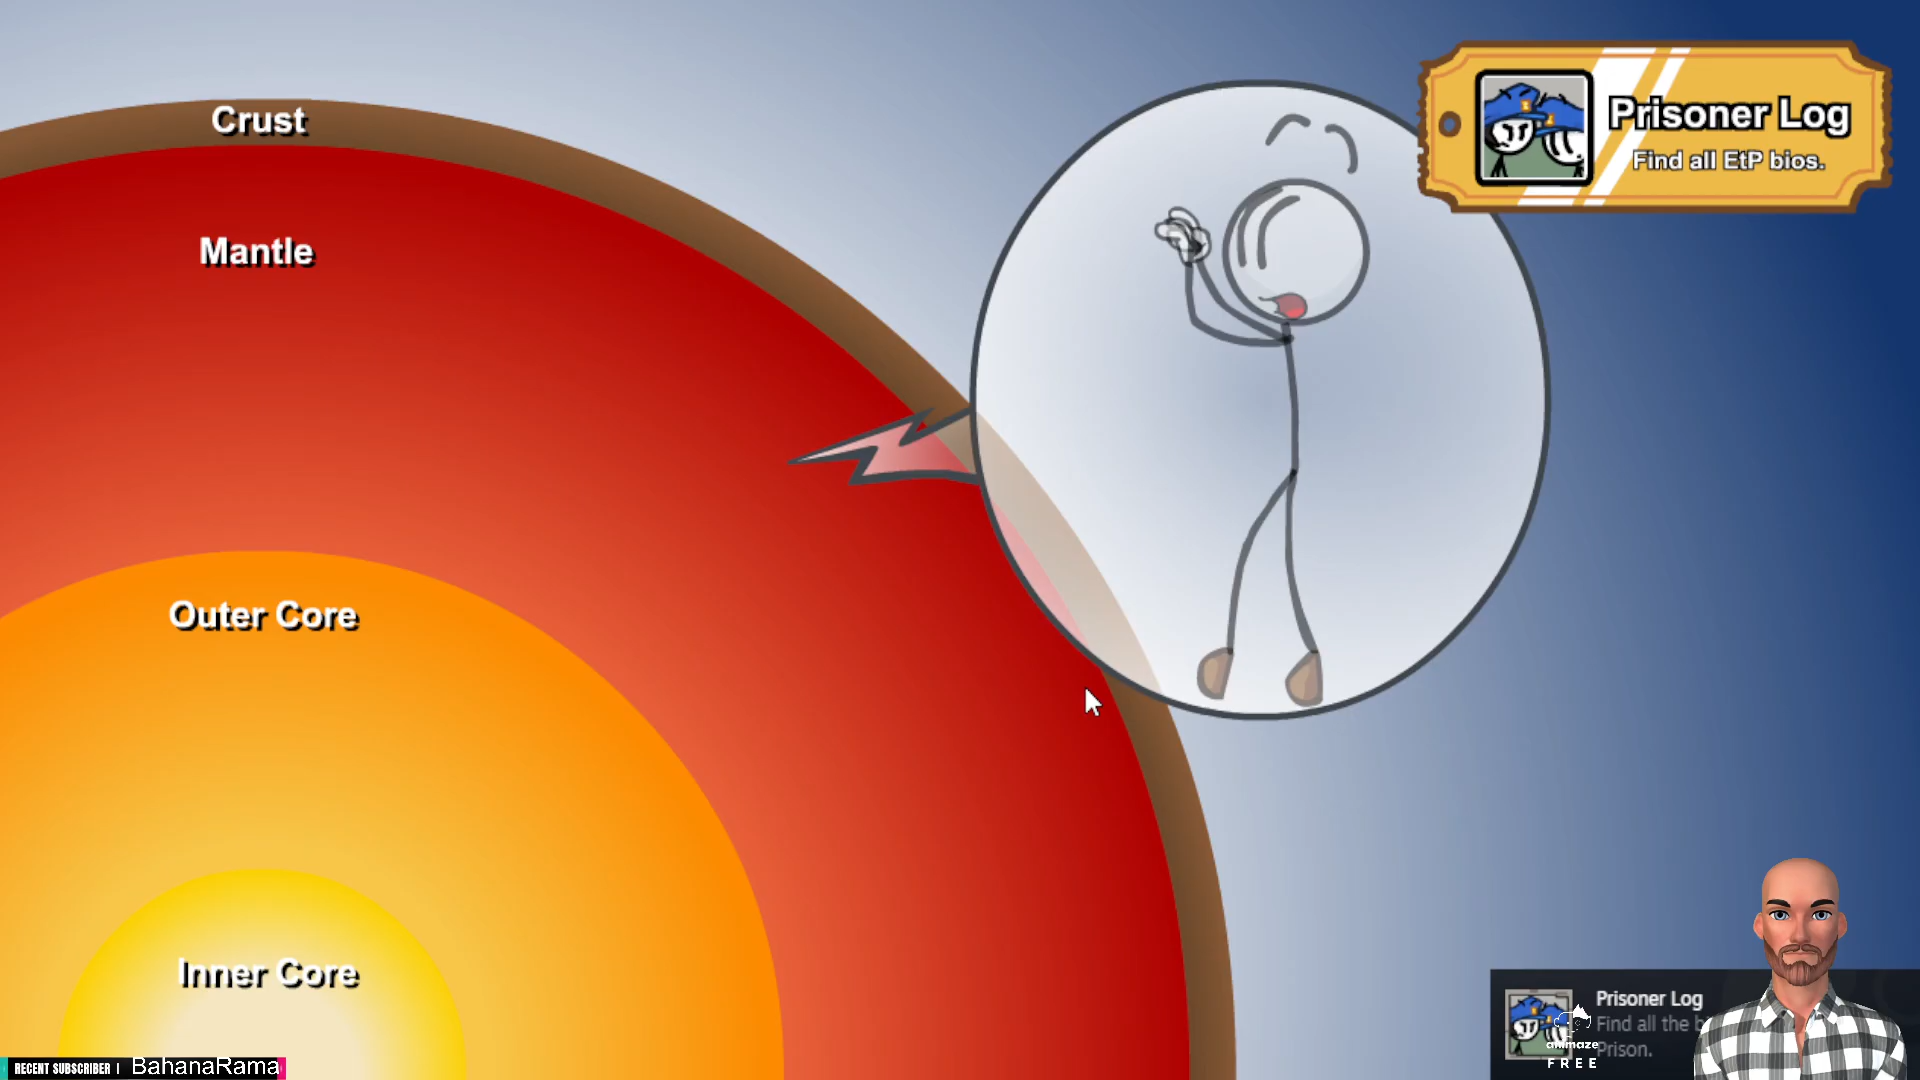 Crust
Mantle
Outer Core
Inner Core
Prisoner Log
Find all EtP bios.
Prisoner Log
Find all the b
Prison.
animaze
FREE
RECENT SUBSCRIBER | BahanaRama